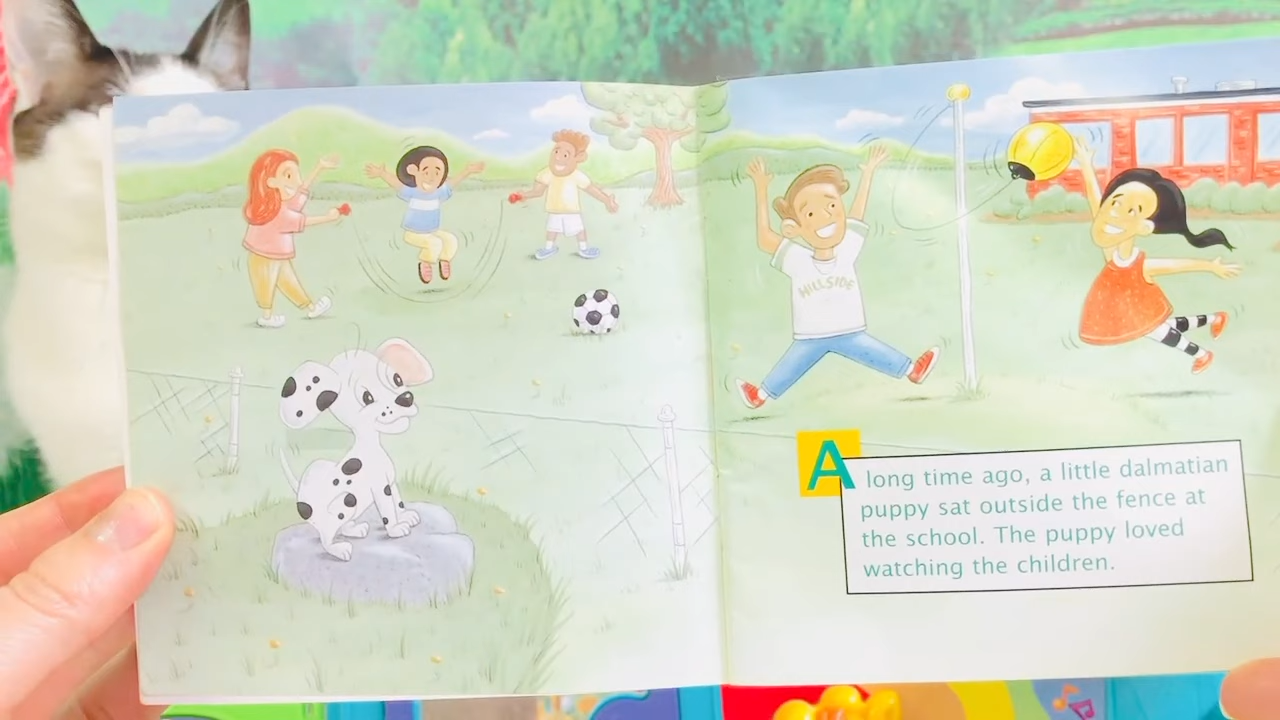 HILLSIDE
A long time ago, a little dalmatian
puppy sat outside the fence at
the school. The puppy loved
watching the children.